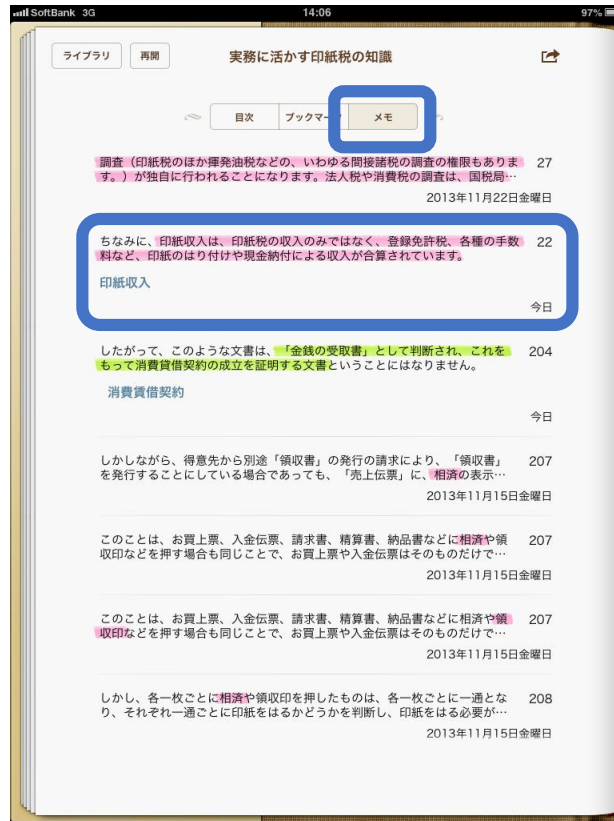 SoftBank 3G 14:06 97%
ライブラリ 再開 実務に活かす印紙税の知識
目次 ブックマー メモ
調査（印紙税のほか揮発油税などの、いわゆる間接諸税の調査の権限もありま 27
す。）が独自に行われることになります。法人税や消費税の調査は、国税局…
2013年11月22日金曜日
ちなみに、印紙収入は、印紙税の収入のみではなく、登録免許税、各種の手数 22
料など、印紙のはり付けや現金納付による収入が合算されています。
印紙収入
今日
したがって、このような文書は、「金銭の受取書」として判断され、これを 204
もって消費貸借契約の成立を証明する文書ということにはなりません。
消費賃借契約
今日
しかしながら、得意先から別途「領収書」の発行の請求により、「領収書」 207
を発行することにしている場合であっても、「売上伝票」に、相済の表示…
2013年11月15日金曜日
このことは、お買上票、入金伝票、請求書、精算書、納品書などに相済や領 207
収印などを押す場合も同じことで、お買上票や入金伝票はそのものだけで…
2013年11月15日金曜日
このことは、お買上票、入金伝票、請求書、精算書、納品書などに相済や領 207
収印などを押す場合も同じことで、お買上票や入金伝票はそのものだけで…
2013年11月15日金曜日
しかし、各一枚ごとに相済や領収印を押したものは、各一枚ごとに一通とな 208
り、それぞれ一通ごとに印紙をはるかどうかを判断し、印紙をはる必要が…
2013年11月15日金曜日